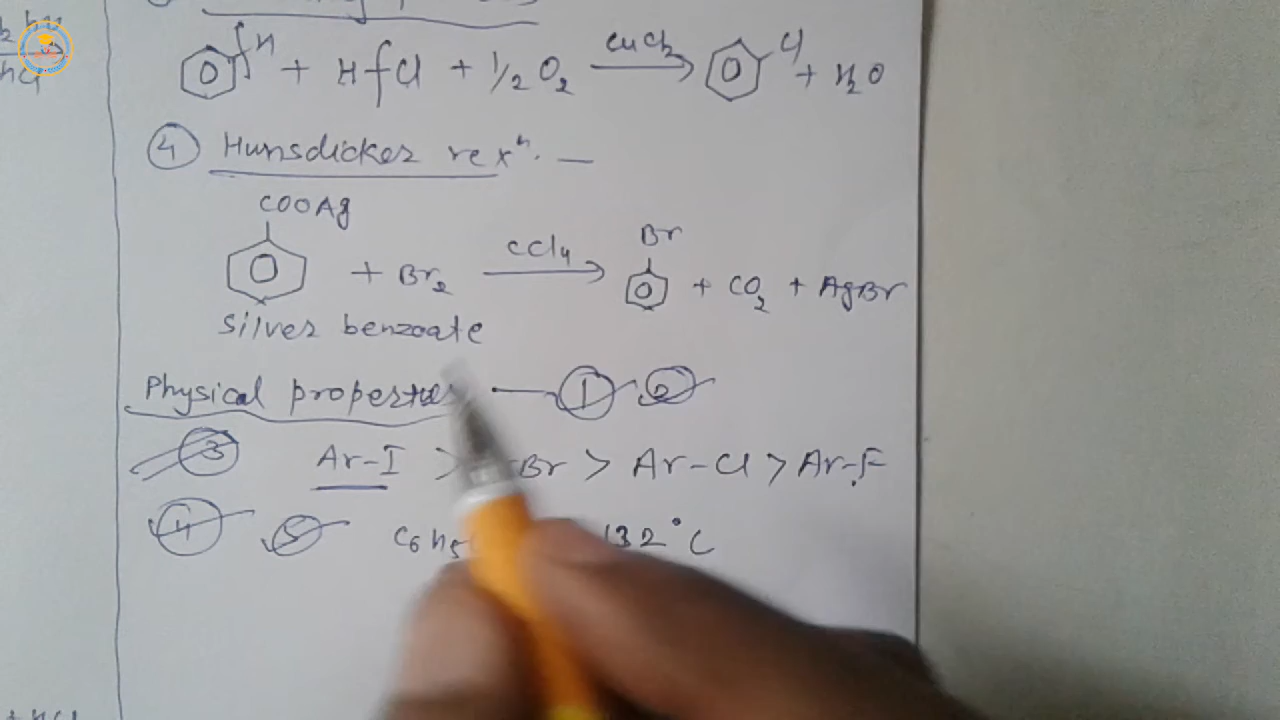 H + HCl + 1/2 O2 CuCl2 Cl + H2O
4 Hunsdicker rexn. —
COOAg
+ Br2 CCl4 Br + CO2 + AgBr
Silver benzoate
Physical properties — 1 2
3 Ar-I > Br > Ar-Cl > Ar-F
4 5 C6H5 132°C